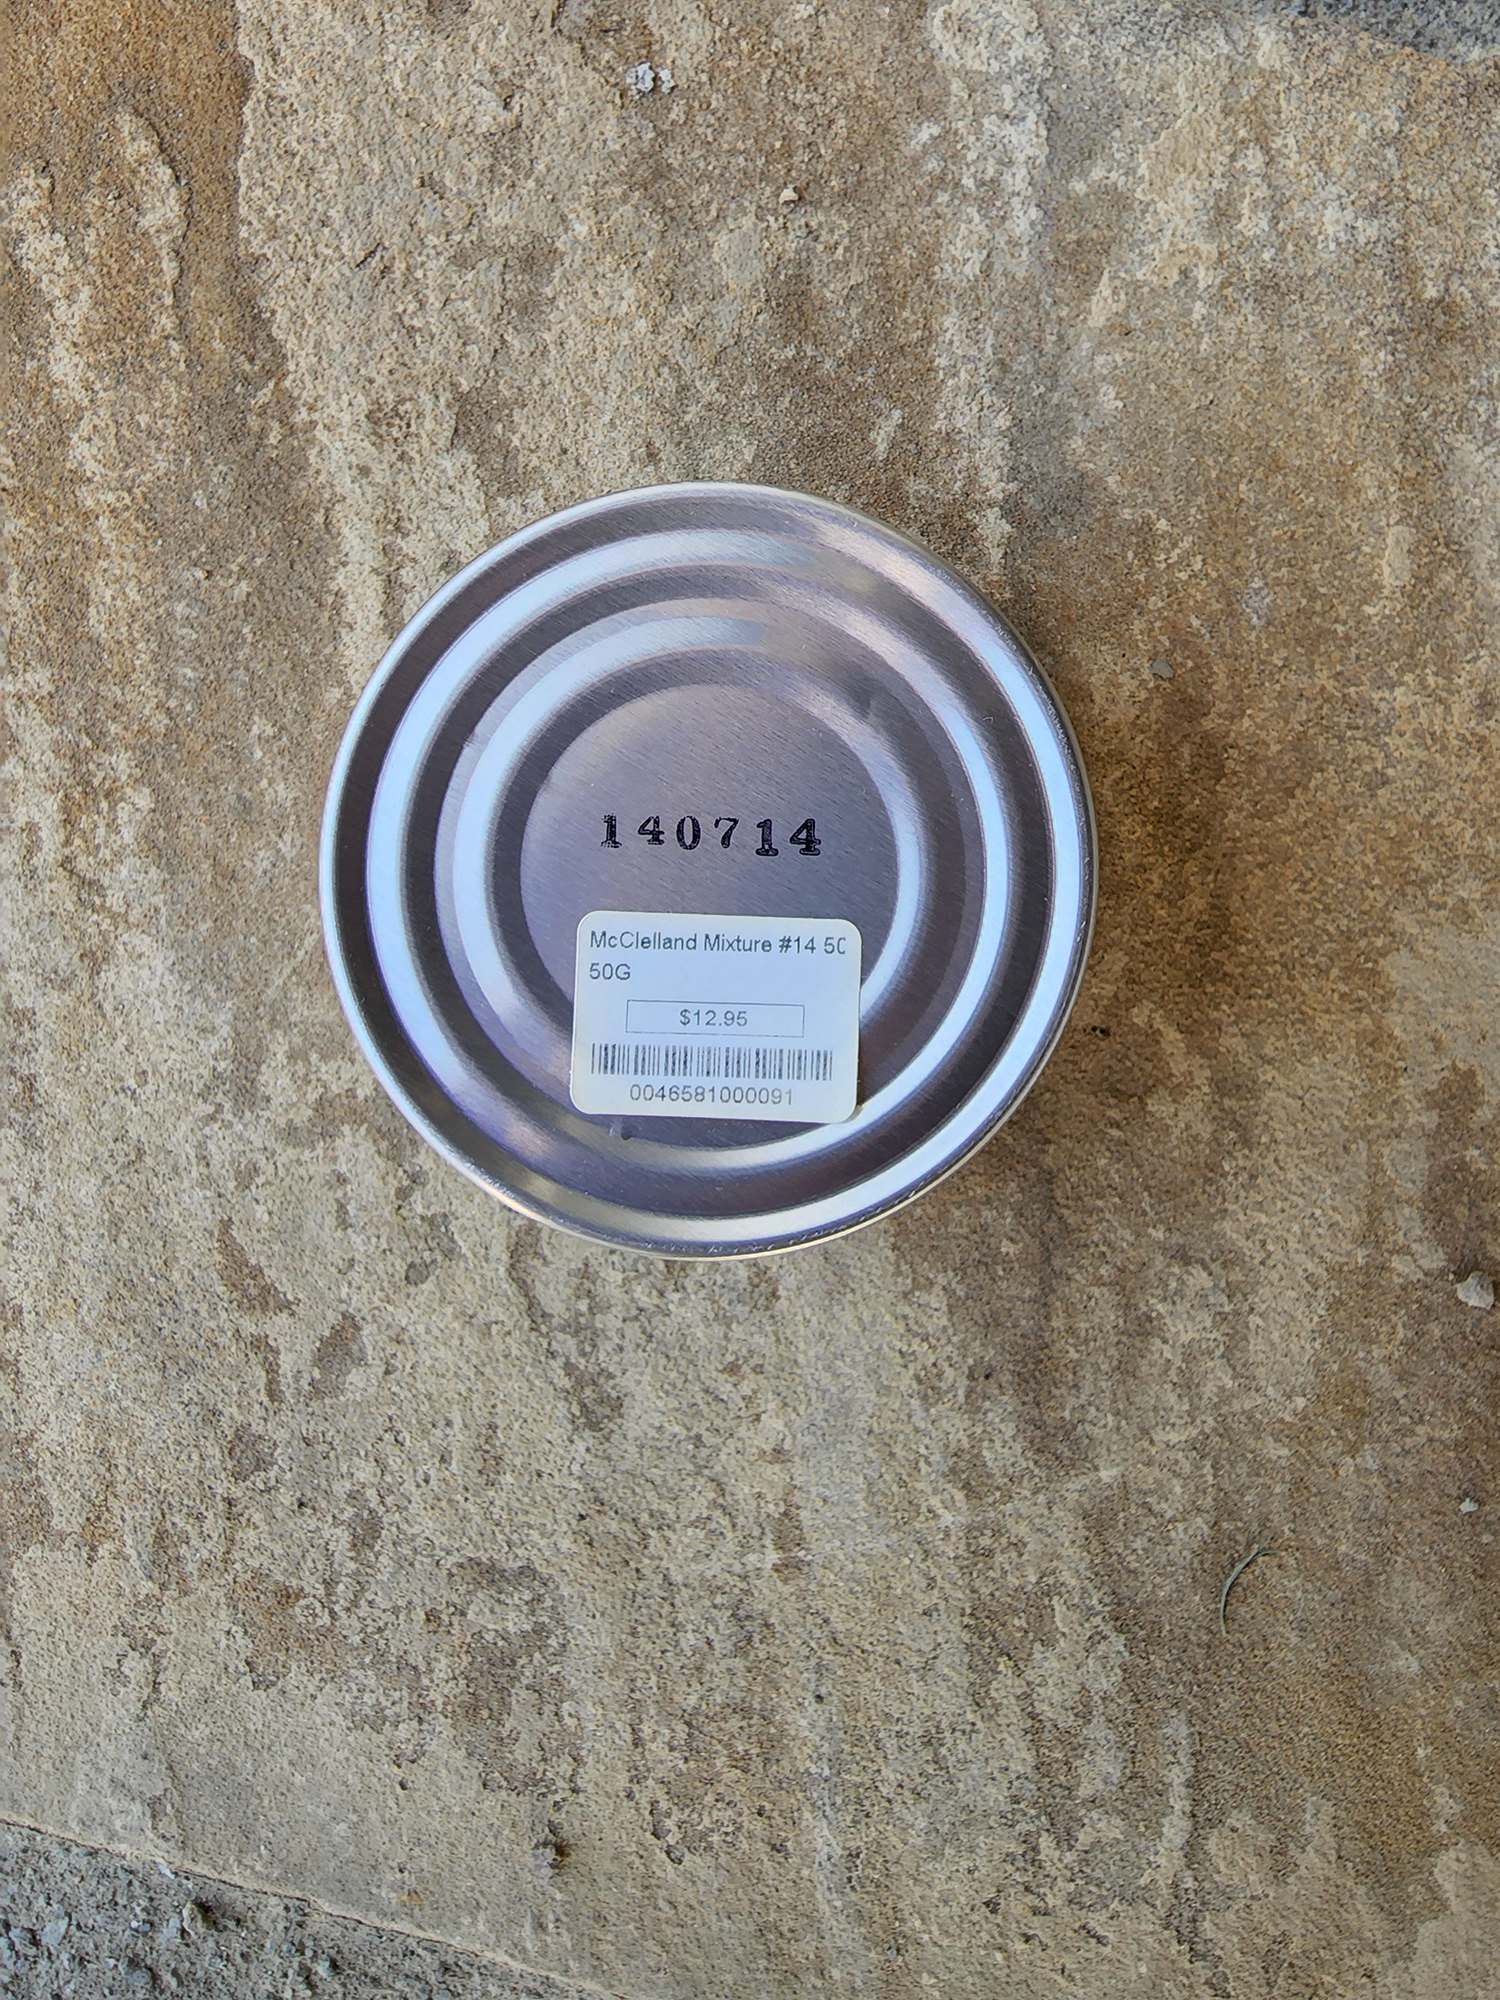 140714
McClelland Mixture #14 50
50G
$12.95
0046581000091